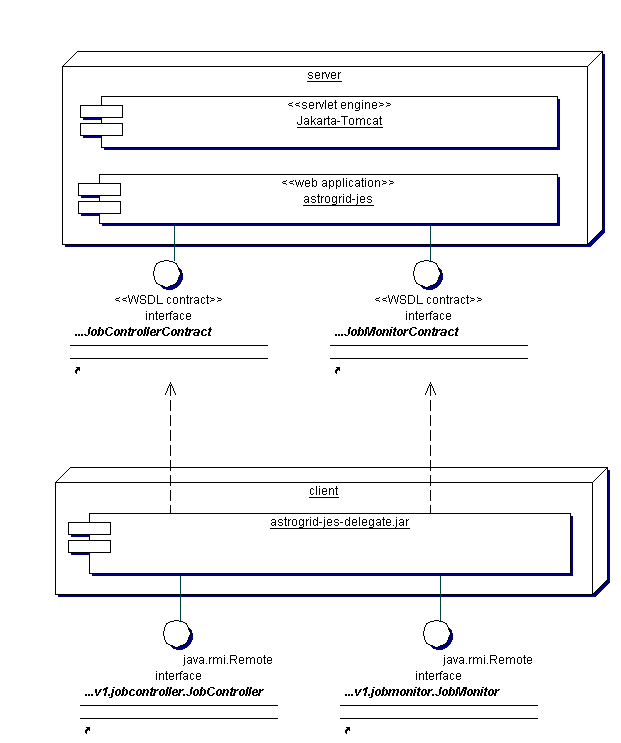 server
<<servlet engine>>
Jakarta-Tomcat
<<web application>>
astrogrid-jes
<<WSDL contract>>
interface
...JobControllerContract
<<WSDL contract>>
interface
...JobMonitorContract
client
astrogrid-jes-delegate.jar
java.rmi.Remote
interface
...v1.jobcontroller.JobController
java.rmi.Remote
interface
...v1.jobmonitor.JobMonitor